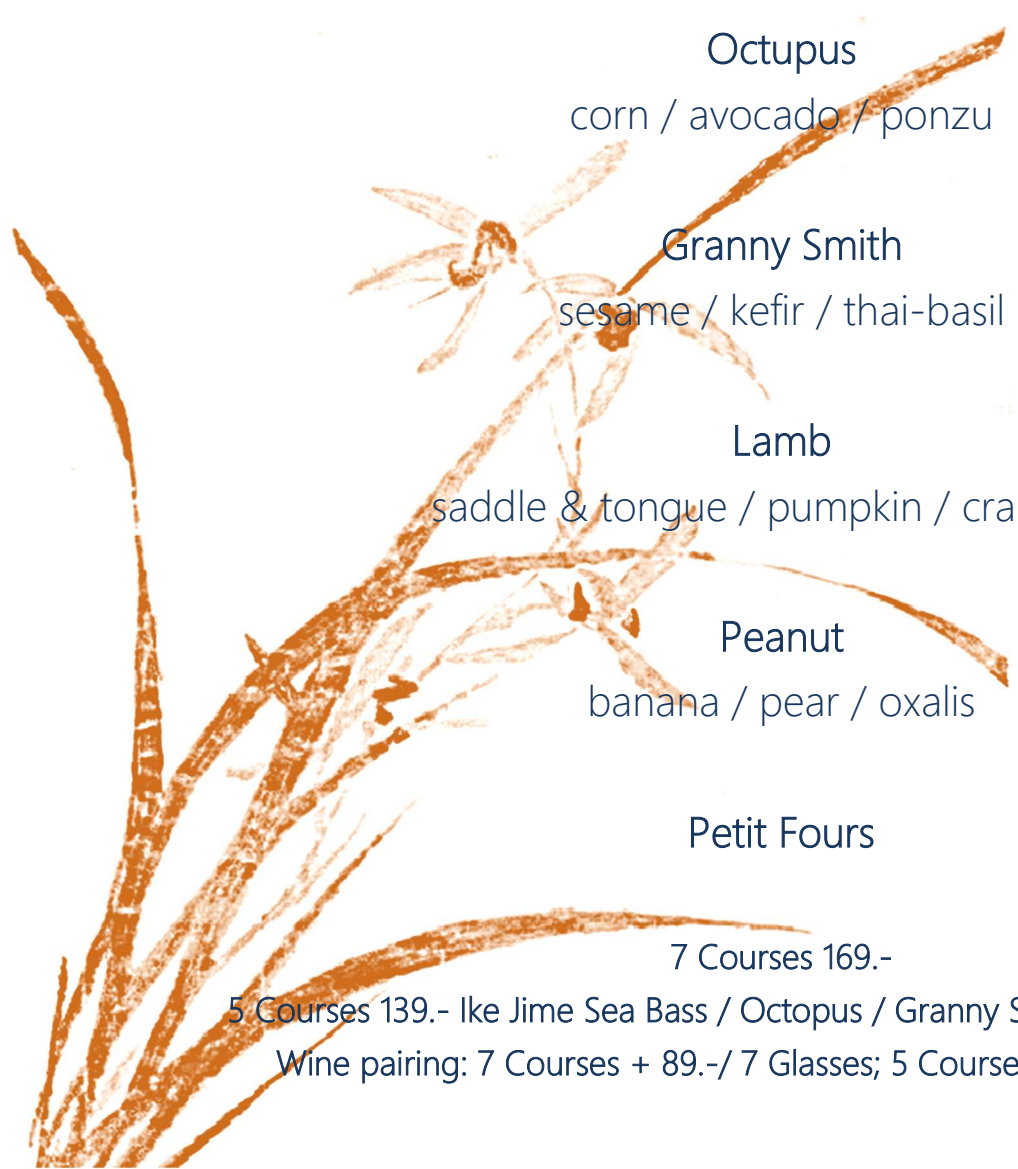 Octupus
corn / avocado / ponzu
Granny Smith
sesame / kefir / thai-basil
Lamb
saddle & tongue / pumpkin / cra
Peanut
banana / pear / oxalis
Petit Fours
7 Courses 169.-
5 Courses 139.- Ike Jime Sea Bass / Octopus / Granny S
Wine pairing: 7 Courses + 89.-/ 7 Glasses; 5 Course